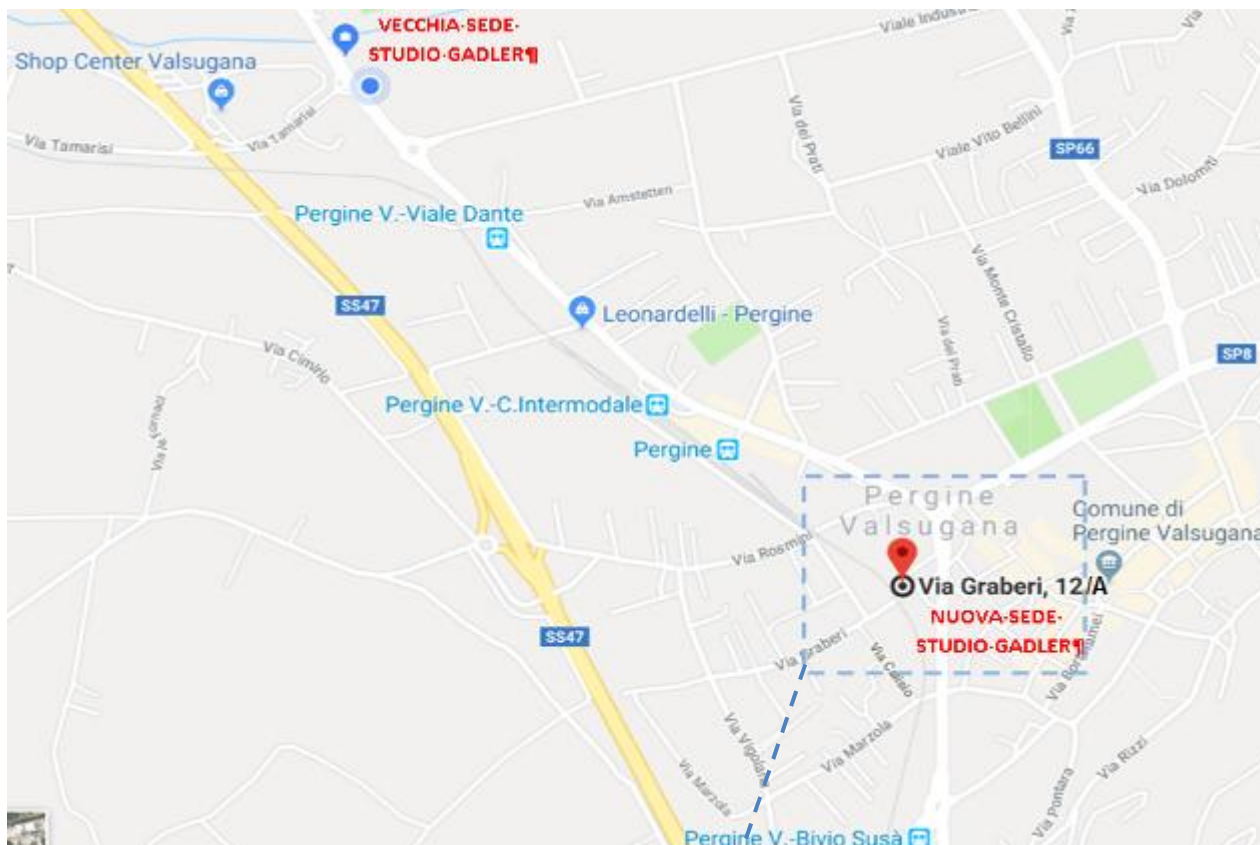 VECCHIA-SEDE-
STUDIO-GADLER¶
Viale Industria
Shop Center Valsugana
Via Tamarisi
Via Tamarisi
Via dei Prati
Viale Vito Bellini
SP66
Via Dolomiti
Via Amstetten
Pergine V.-Viale Dante
SS47
Leonardelli - Pergine
Via Monte Cristallo
Via dei Prati
SP8
Via Cimirlo
Via le Fornaci
Pergine V.-C.Intermodale
Pergine
Pergine
Valsugana
Comune di
Pergine Valsugana
Via Rosmini
Via Graberi, 12/A
NUOVA-SEDE-
STUDIO-GADLER¶
SS47
Via Graberi
Via Caneio
Via Vigolana
Via Marzola
Via Marzola
Via Rizzi
Via Pontara
Pergine V.-Bivio Susà